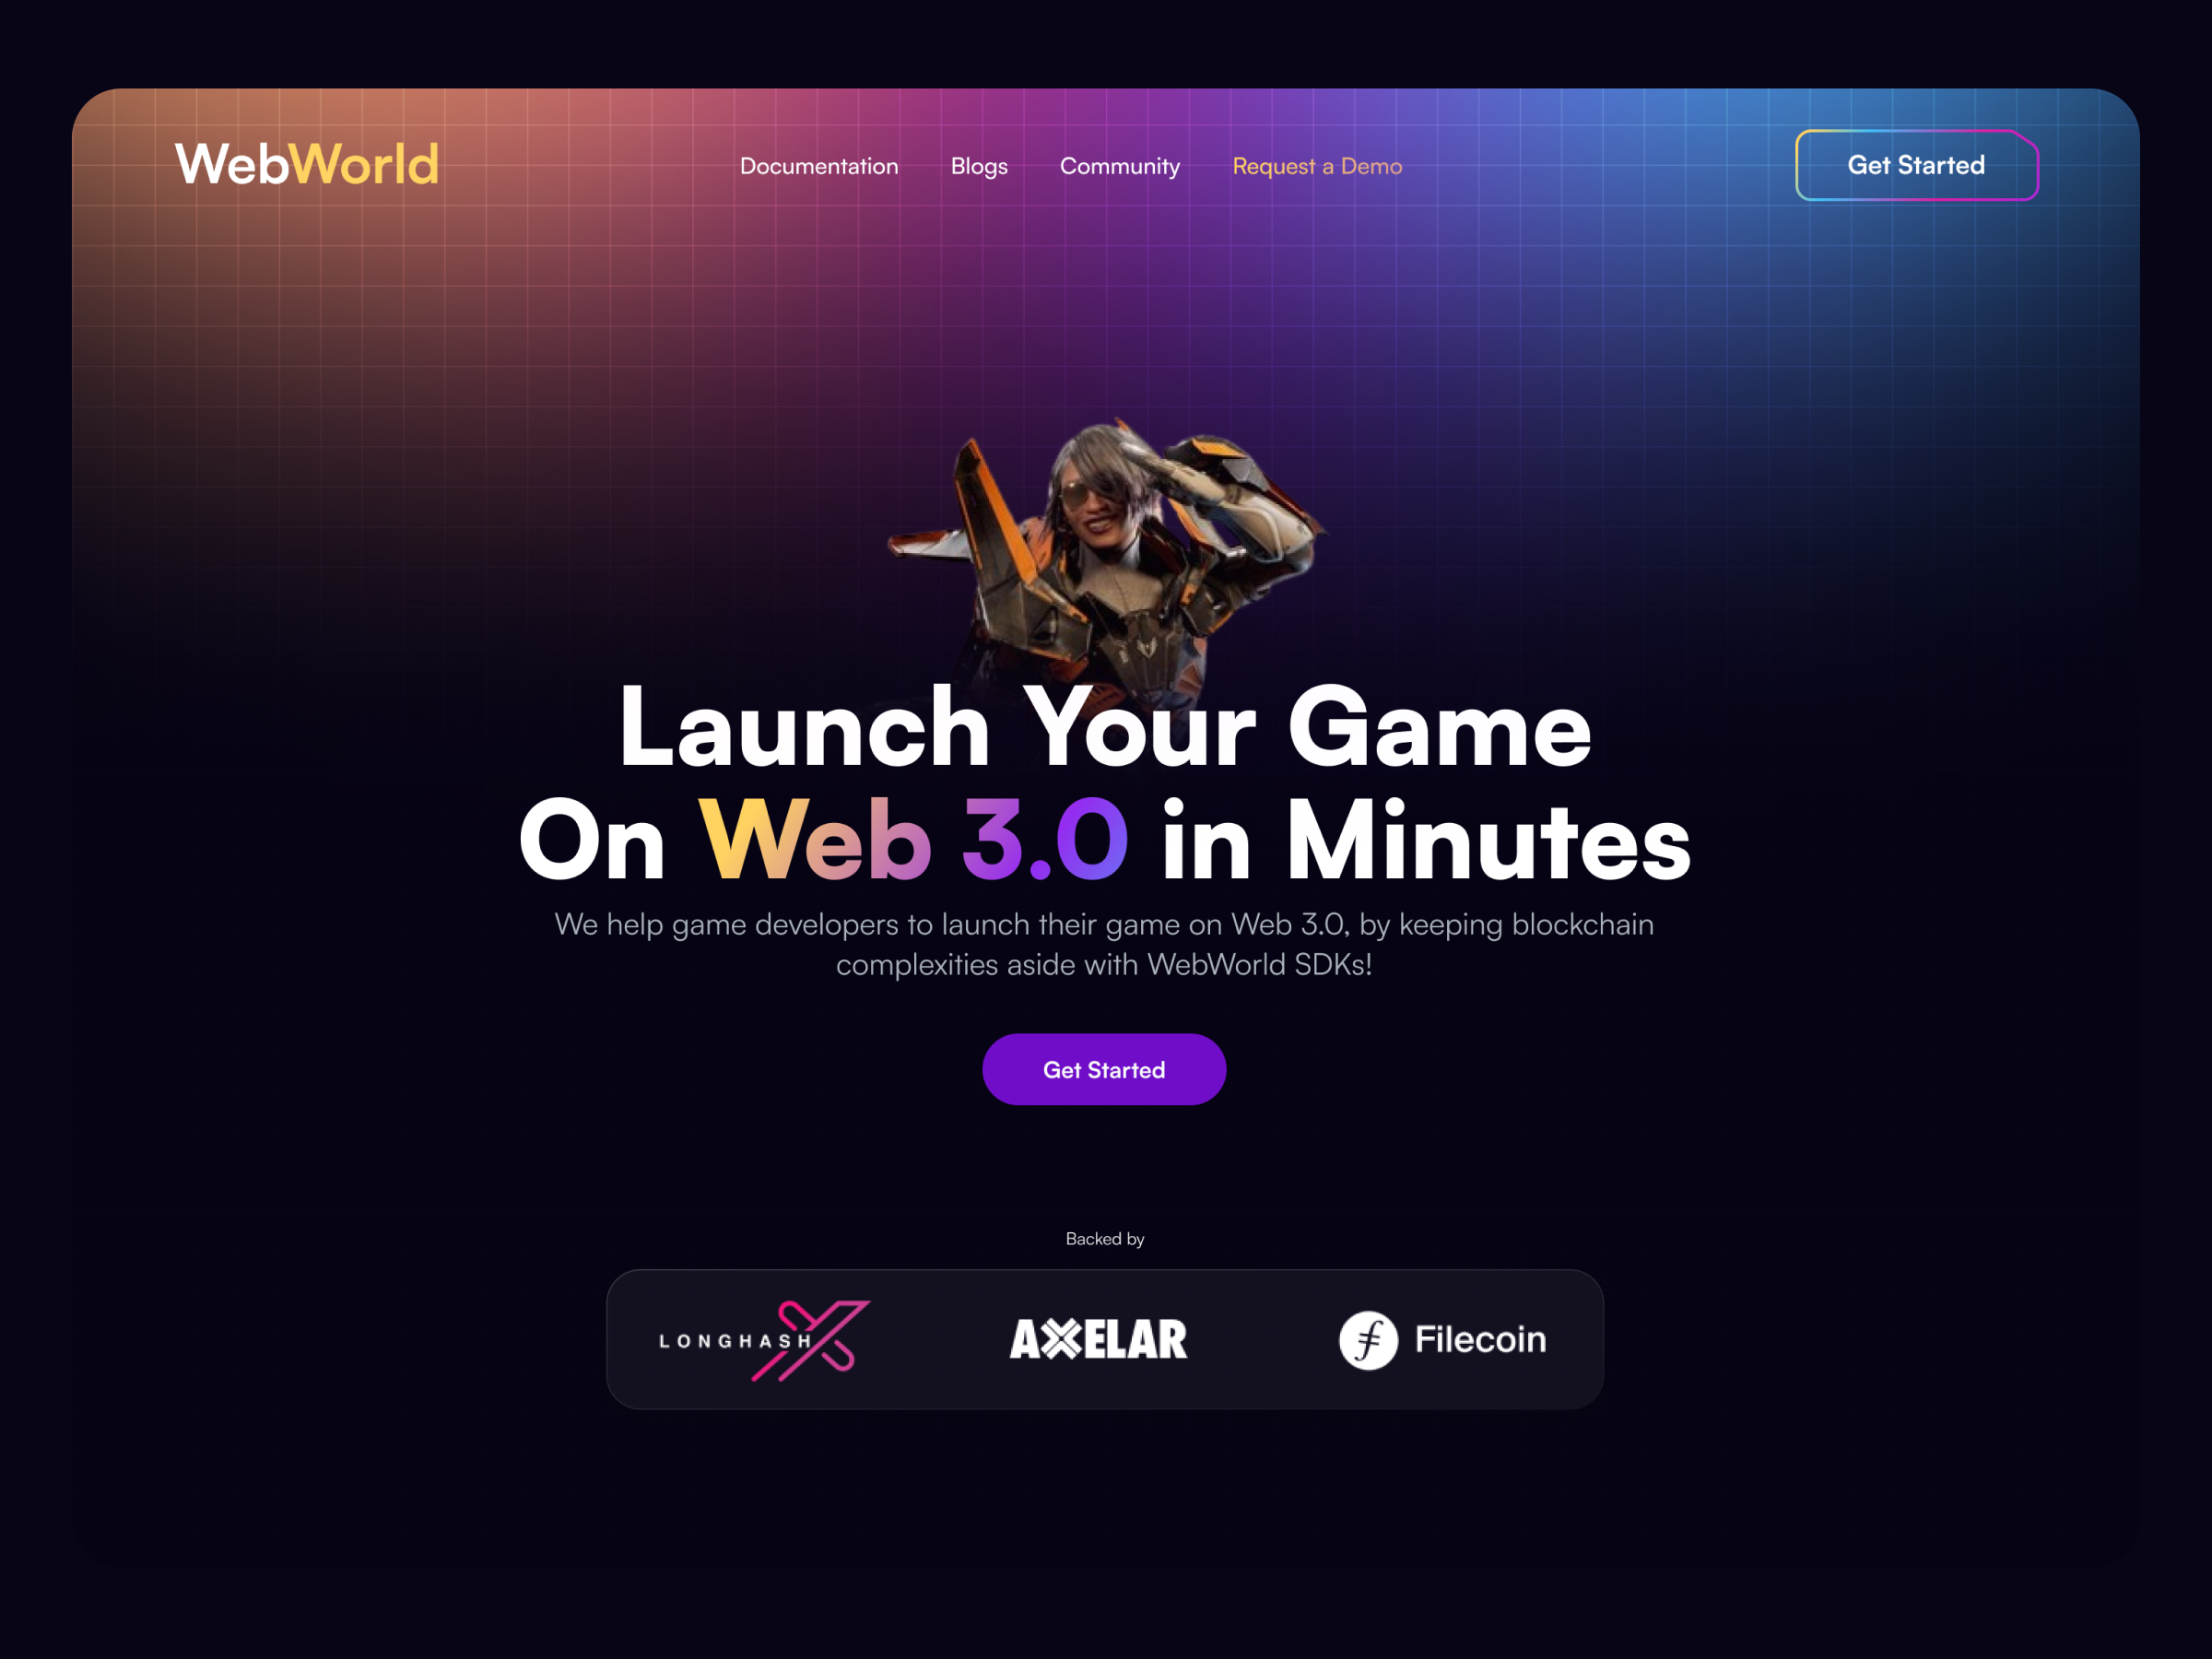 WebWorld
Documentation
Blogs
Community
Request a Demo
Get Started
Launch Your Game
On Web 3.0 in Minutes
We help game developers to launch their game on Web 3.0, by keeping blockchain
complexities aside with WebWorld SDKs!
Get Started
Backed by
LONGHASH
AXELAR
Filecoin